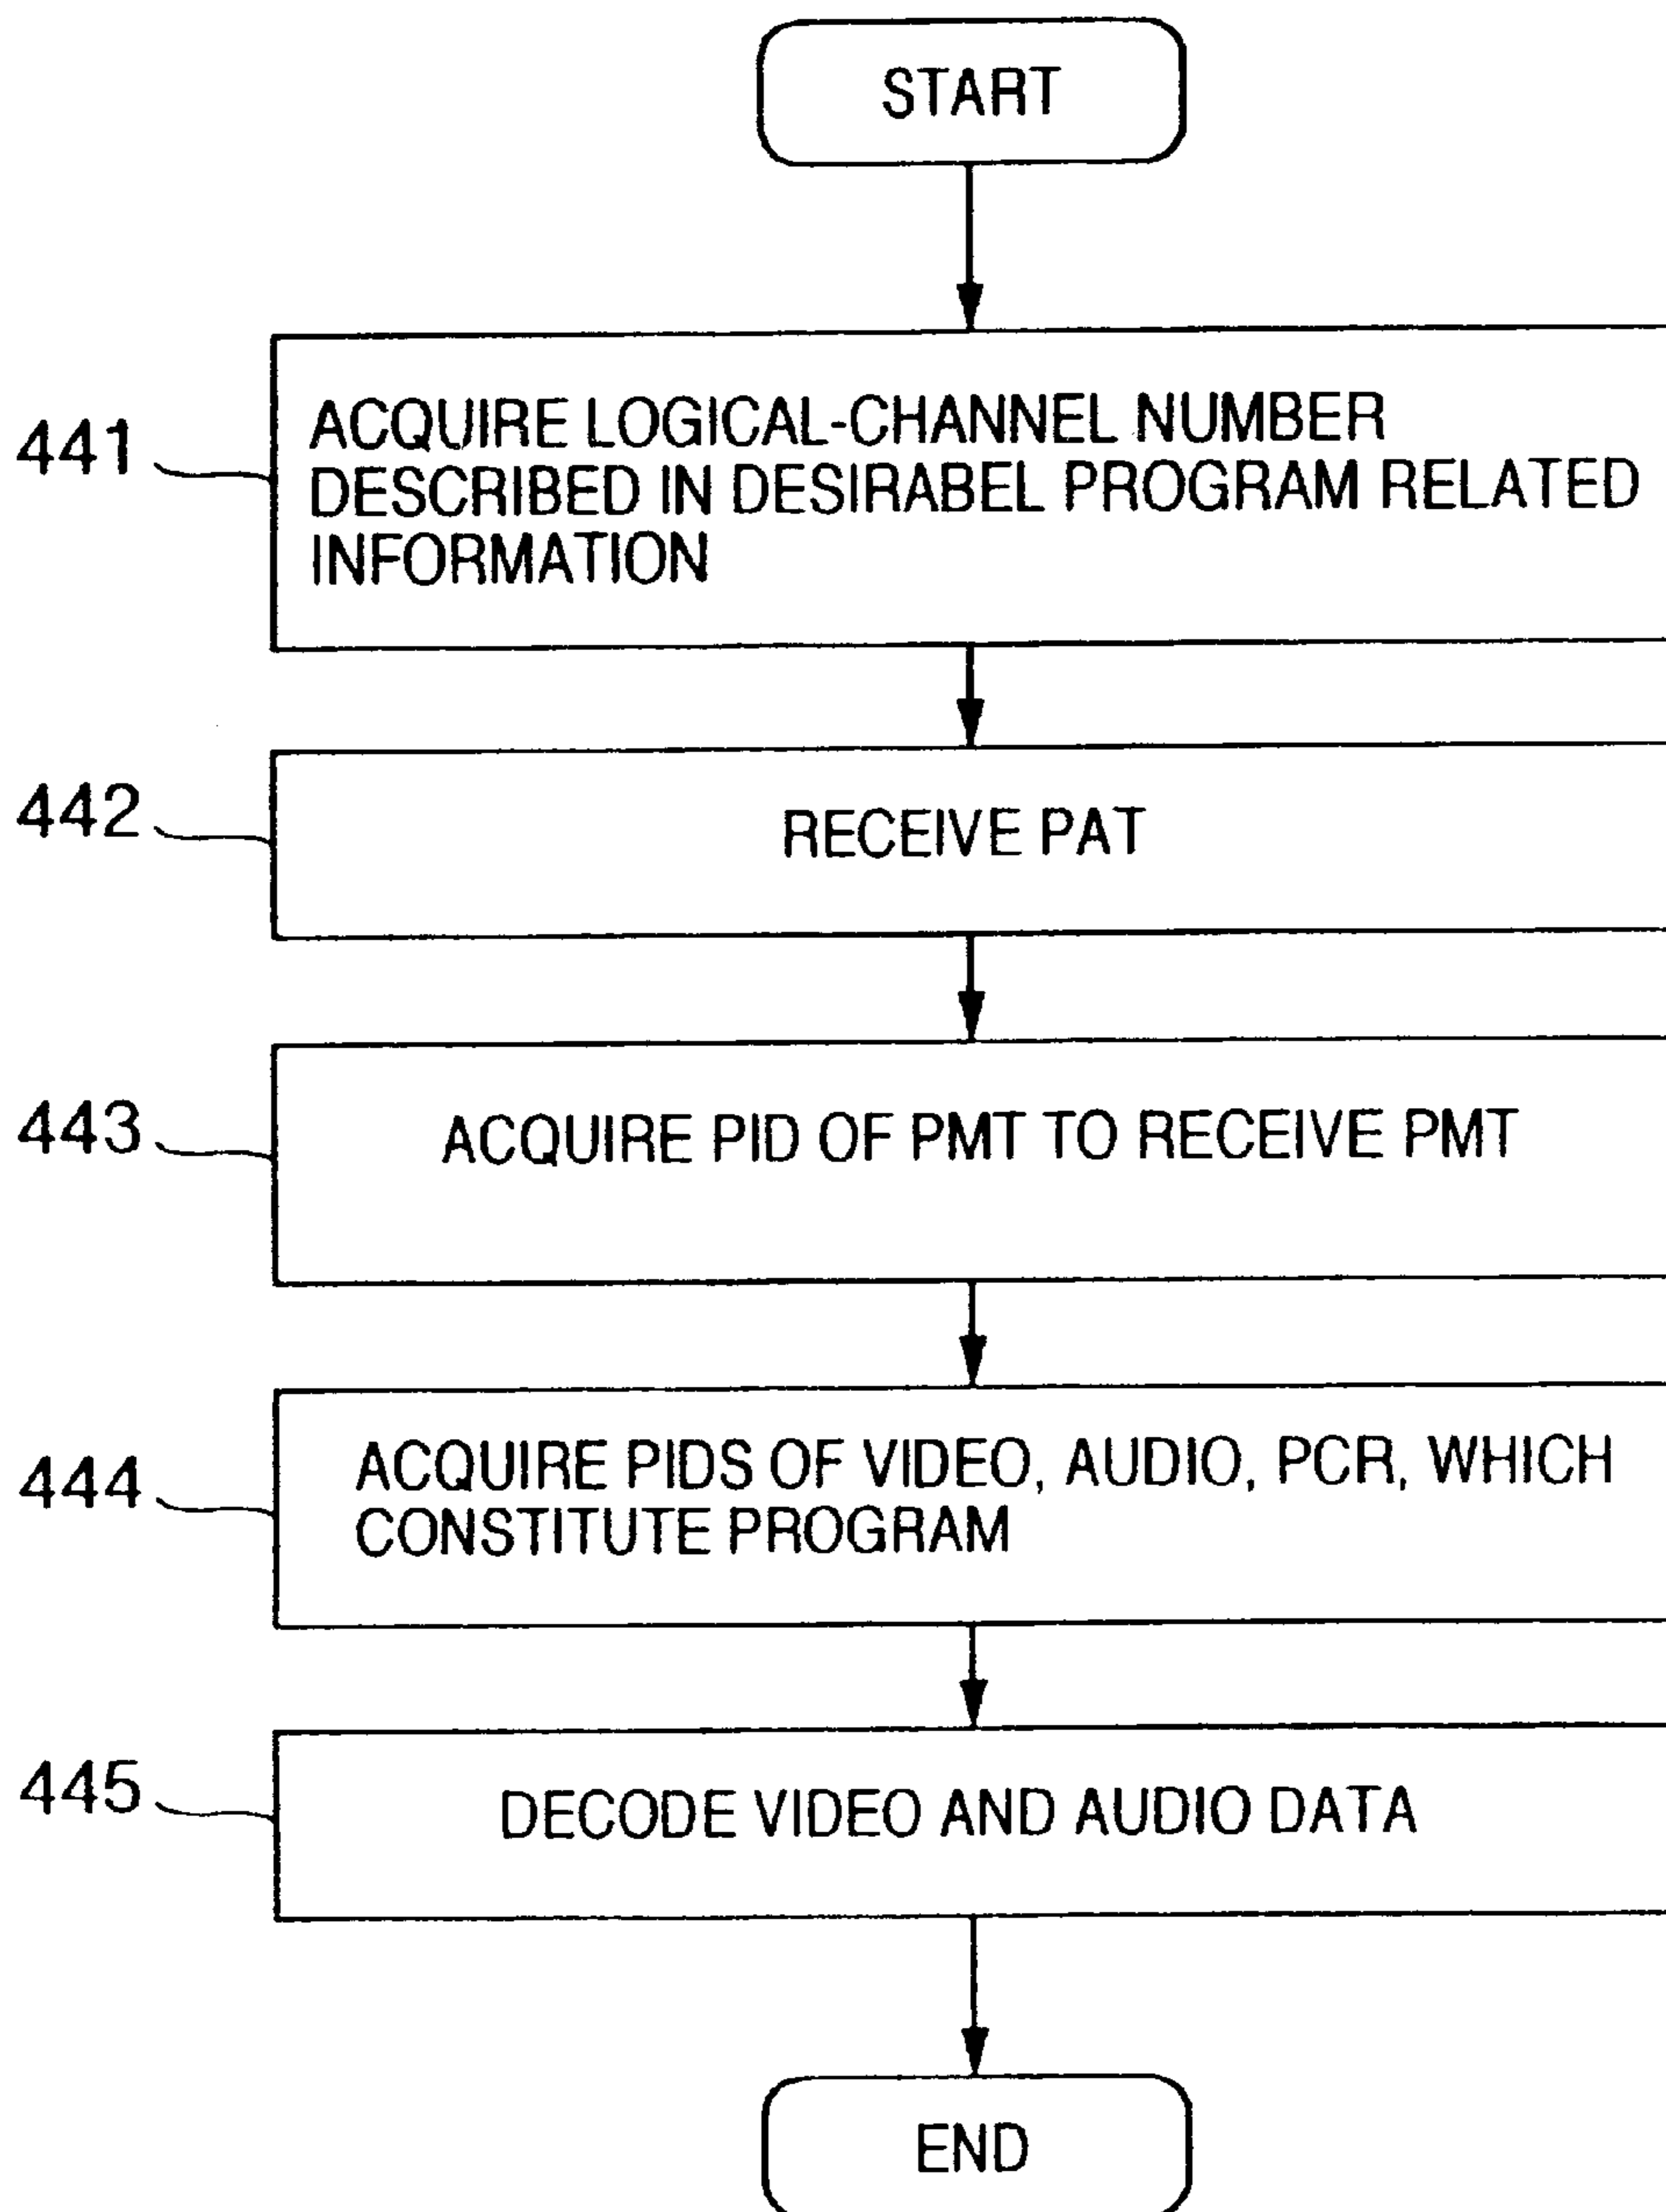 START
441
ACQUIRE LOGICAL-CHANNEL NUMBER
DESCRIBED IN DESIRABEL PROGRAM RELATED
INFORMATION
442
RECEIVE PAT
443
ACQUIRE PID OF PMT TO RECEIVE PMT
444
ACQUIRE PIDS OF VIDEO, AUDIO, PCR, WHICH
CONSTITUTE PROGRAM
445
DECODE VIDEO AND AUDIO DATA
END